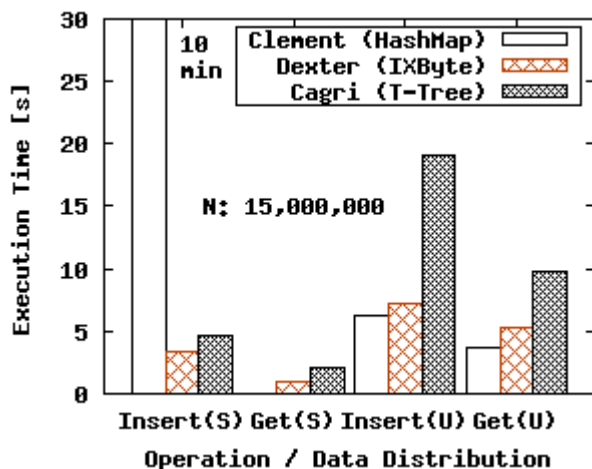 30
25
20
15
10
5
0
Execution Time [s]
10
min
Clement (HashMap)
Dexter (IXByte)
Cagri (T-Tree)
N: 15,000,000
Insert(S) Get(S) Insert(U) Get(U)
Operation / Data Distribution